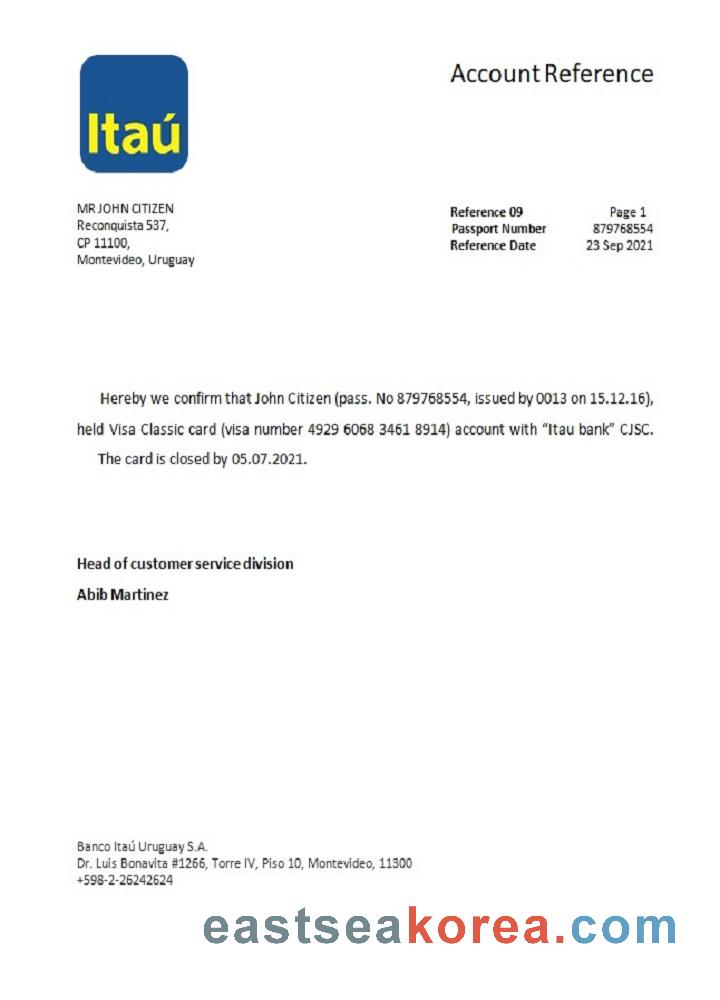 Itaú
Account Reference
MR JOHN CITIZEN
Reconquista 537,
CP 11100,
Montevideo, Uruguay
Reference 09 Page 1
Passport Number 879768554
Reference Date 23 Sep 2021
Hereby we confirm that John Citizen (pass. No 879768554, issued by 0013 on 15.12.16),
held Visa Classic card (visa number 4929 6068 3461 8914) account with “Itau bank” CJSC.
The card is closed by 05.07.2021.
Head of customer service division
Abib Martinez
Banco Itaú Uruguay S.A.
Dr. Luis Bonavita #1266, Torre IV, Piso 10, Montevideo, 11300
+598-2-26242624
eastseakorea.com